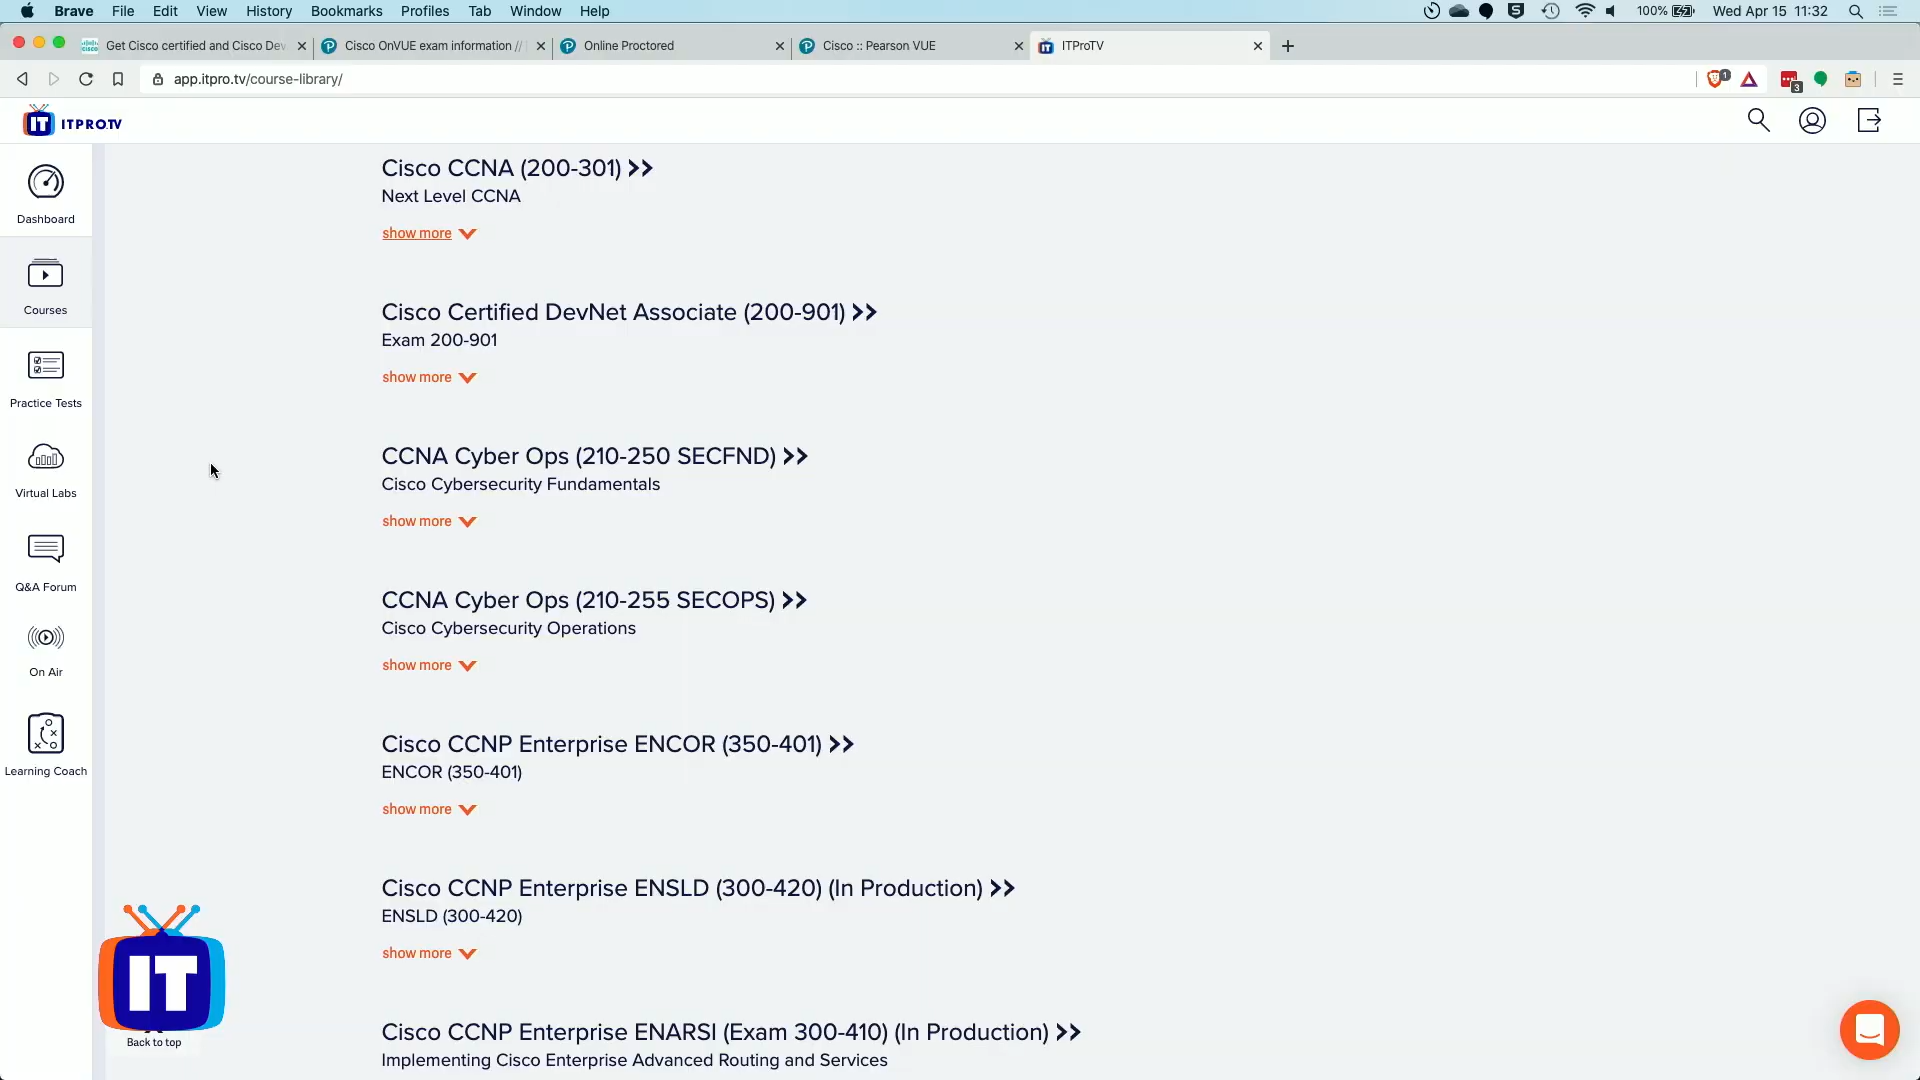 Brave File Edit View History Bookmarks Profiles Tab Window Help 100% Wed Apr 15 11:32
Get Cisco certified and Cisco Dev Cisco OnVUE exam information // Online Proctored Cisco :: Pearson VUE ITProTV
app.itpro.tv/course-library/ 1 3
IT ITPRO.TV
Dashboard
Courses
Practice Tests
Virtual Labs
Q&A Forum
On Air
Learning Coach
Cisco CCNA (200-301) >>
Next Level CCNA
show more
Cisco Certified DevNet Associate (200-901) >>
Exam 200-901
show more
CCNA Cyber Ops (210-250 SECFND) >>
Cisco Cybersecurity Fundamentals
show more
CCNA Cyber Ops (210-255 SECOPS) >>
Cisco Cybersecurity Operations
show more
Cisco CCNP Enterprise ENCOR (350-401) >>
ENCOR (350-401)
show more
Cisco CCNP Enterprise ENSLD (300-420) (In Production) >>
ENSLD (300-420)
show more
Cisco CCNP Enterprise ENARSI (Exam 300-410) (In Production) >>
Implementing Cisco Enterprise Advanced Routing and Services
IT
Back to top